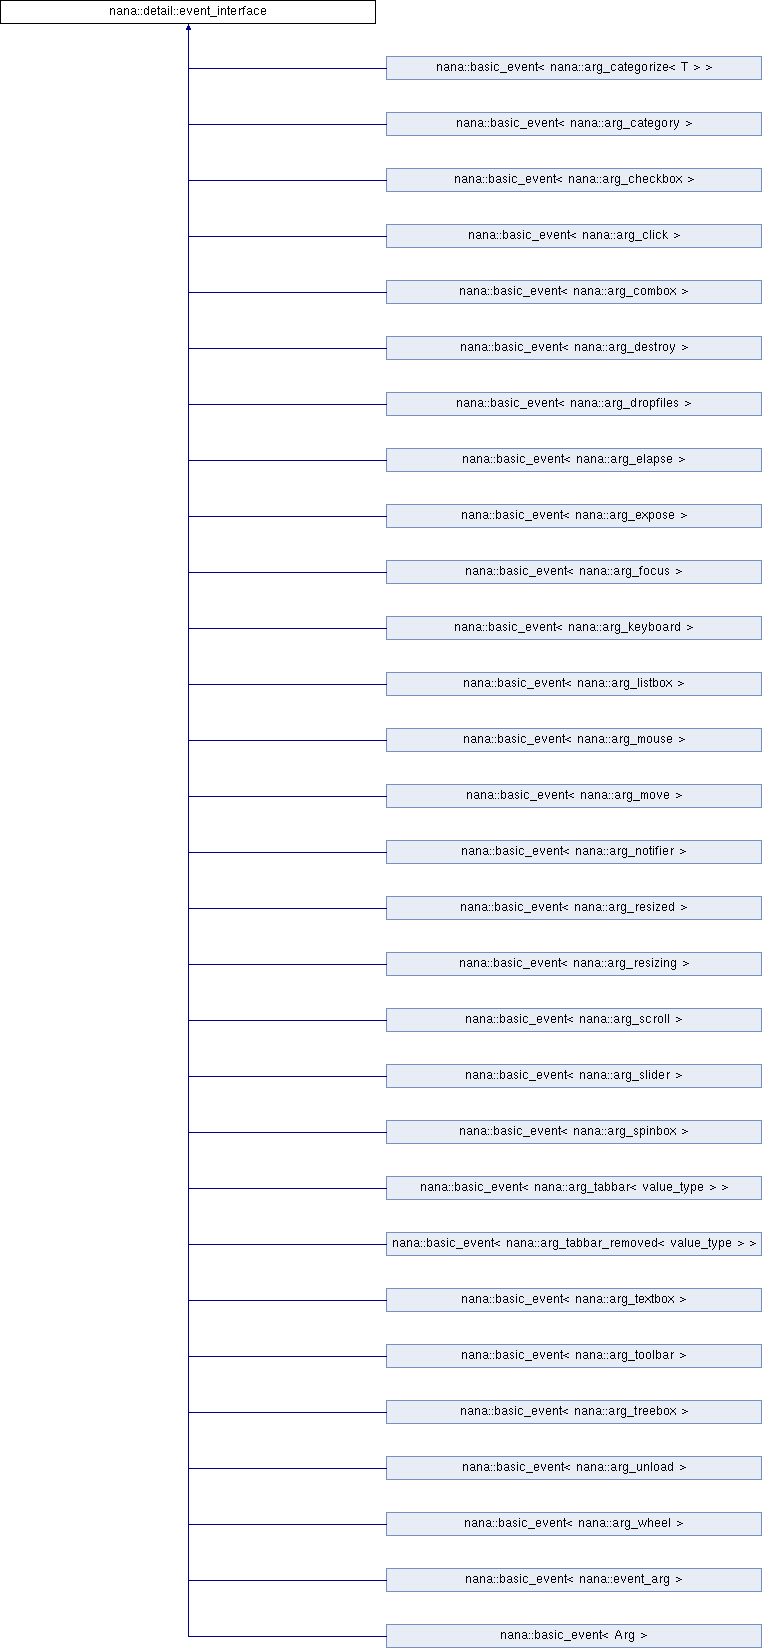 nana::detail::event_interface
nana::basic_event< nana::arg_categorize< T > >
nana::basic_event< nana::arg_category >
nana::basic_event< nana::arg_checkbox >
nana::basic_event< nana::arg_click >
nana::basic_event< nana::arg_combox >
nana::basic_event< nana::arg_destroy >
nana::basic_event< nana::arg_dropfiles >
nana::basic_event< nana::arg_elapse >
nana::basic_event< nana::arg_expose >
nana::basic_event< nana::arg_focus >
nana::basic_event< nana::arg_keyboard >
nana::basic_event< nana::arg_listbox >
nana::basic_event< nana::arg_mouse >
nana::basic_event< nana::arg_move >
nana::basic_event< nana::arg_notifier >
nana::basic_event< nana::arg_resized >
nana::basic_event< nana::arg_resizing >
nana::basic_event< nana::arg_scroll >
nana::basic_event< nana::arg_slider >
nana::basic_event< nana::arg_spinbox >
nana::basic_event< nana::arg_tabbar< value_type > >
nana::basic_event< nana::arg_tabbar_removed< value_type > >
nana::basic_event< nana::arg_textbox >
nana::basic_event< nana::arg_toolbar >
nana::basic_event< nana::arg_treebox >
nana::basic_event< nana::arg_unload >
nana::basic_event< nana::arg_wheel >
nana::basic_event< nana::event_arg >
nana::basic_event< Arg >